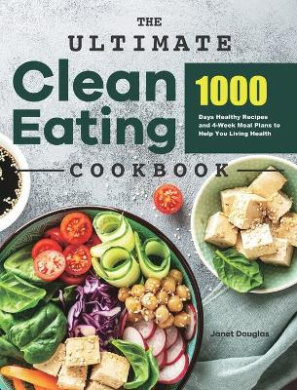 THE
ULTIMATE
Clean
Eating
COOKBOOK
1000
Days Healthy Recipes
and 4-Week Meal Plans to
Help You Living Health
Janet Douglas